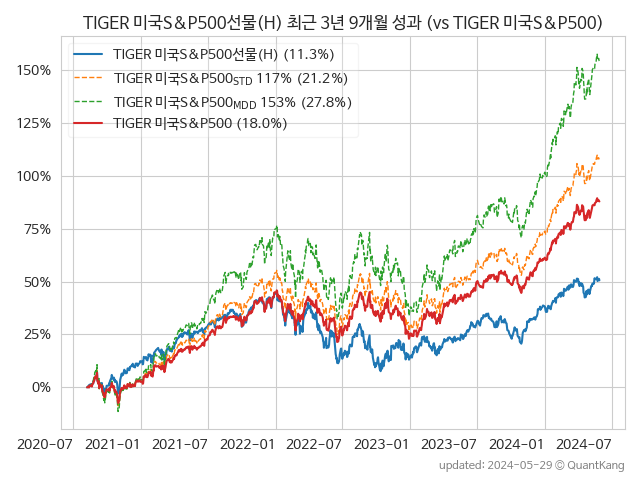 TIGER 미국S&P500선물(H) 최근 3년 9개월 성과 (vs TIGER 미국S&P500)
TIGER 미국S&P500선물(H) (11.3%)
TIGER 미국S&P500STD 117% (21.2%)
TIGER 미국S&P500MDD 153% (27.8%)
TIGER 미국S&P500 (18.0%)
150%
125%
100%
75%
50%
25%
0%
2020-07 2021-01 2021-07 2022-01 2022-07 2023-01 2023-07 2024-01 2024-07
updated: 2024-05-29 © QuantKang